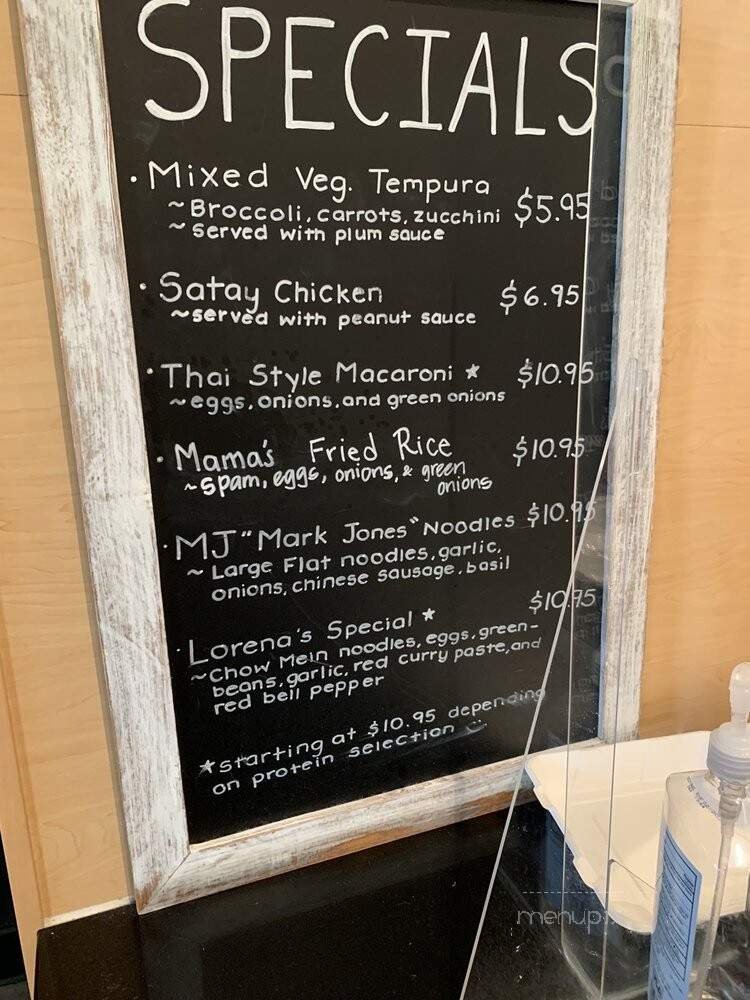 SPECIALS
· Mixed Veg. Tempura $5.95
~ Broccoli, carrots, zucchini
~ served with plum sauce
· Satay Chicken $6.95
~served with peanut sauce
· Thai Style Macaroni ★ $10.95
~eggs, onions, and green onions
· Mama's Fried Rice $10.95
~spam, eggs, onions, & green
onions
· MJ "Mark Jones" Noodles $10.95
~ Large Flat noodles, garlic,
onions, chinese sausage, basil
· Lorena's Special ★ $10.95
~Chow Mein noodles, eggs, green-
beans, garlic, red curry paste, and
red bell pepper
★starting at $10.95 depending
on protein selection
menupix